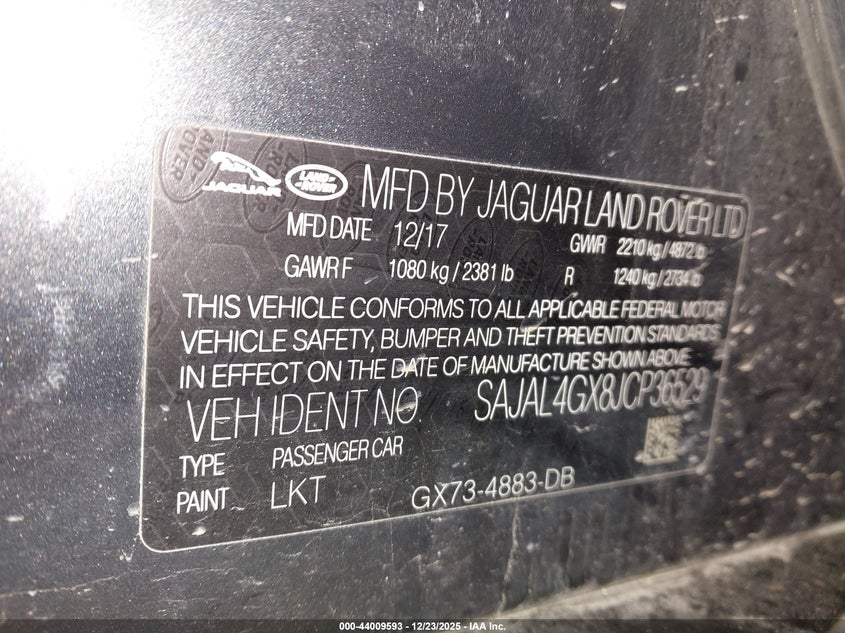 JAGUAR LAND ROVER MFD BY JAGUAR LAND ROVER LTD
MFD DATE 12/17 GVWR 2210 kg / 4872 lb
GAWR F 1080 kg / 2381 lb R 1240 kg / 2734 lb
THIS VEHICLE CONFORMS TO ALL APPLICABLE FEDERAL MOTOR
VEHICLE SAFETY, BUMPER AND THEFT PREVENTION STANDARDS
IN EFFECT ON THE DATE OF MANUFACTURE SHOWN ABOVE.
VEH IDENT NO. SAJAL4GX8JCP36529
TYPE PASSENGER CAR
PAINT LKT GX73-4883-DB
000-44009593 - 12/23/2025 - IAA Inc.